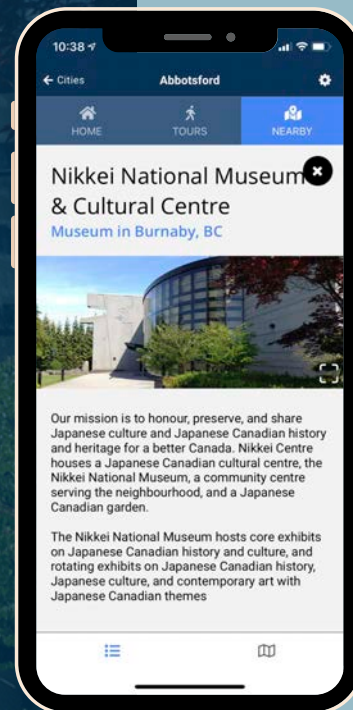 10:38
Cities
Abbotsford
HOME
TOURS
NEARBY
Nikkei National Museum
& Cultural Centre
Museum in Burnaby, BC
Our mission is to honour, preserve, and share
Japanese culture and Japanese Canadian history
and heritage for a better Canada. Nikkei Centre
houses a Japanese Canadian cultural centre, the
Nikkei National Museum, a community centre
serving the neighbourhood, and a Japanese
Canadian garden.
The Nikkei National Museum hosts core exhibits
on Japanese Canadian history and culture, and
rotating exhibits on Japanese Canadian history,
Japanese culture, and contemporary art with
Japanese Canadian themes